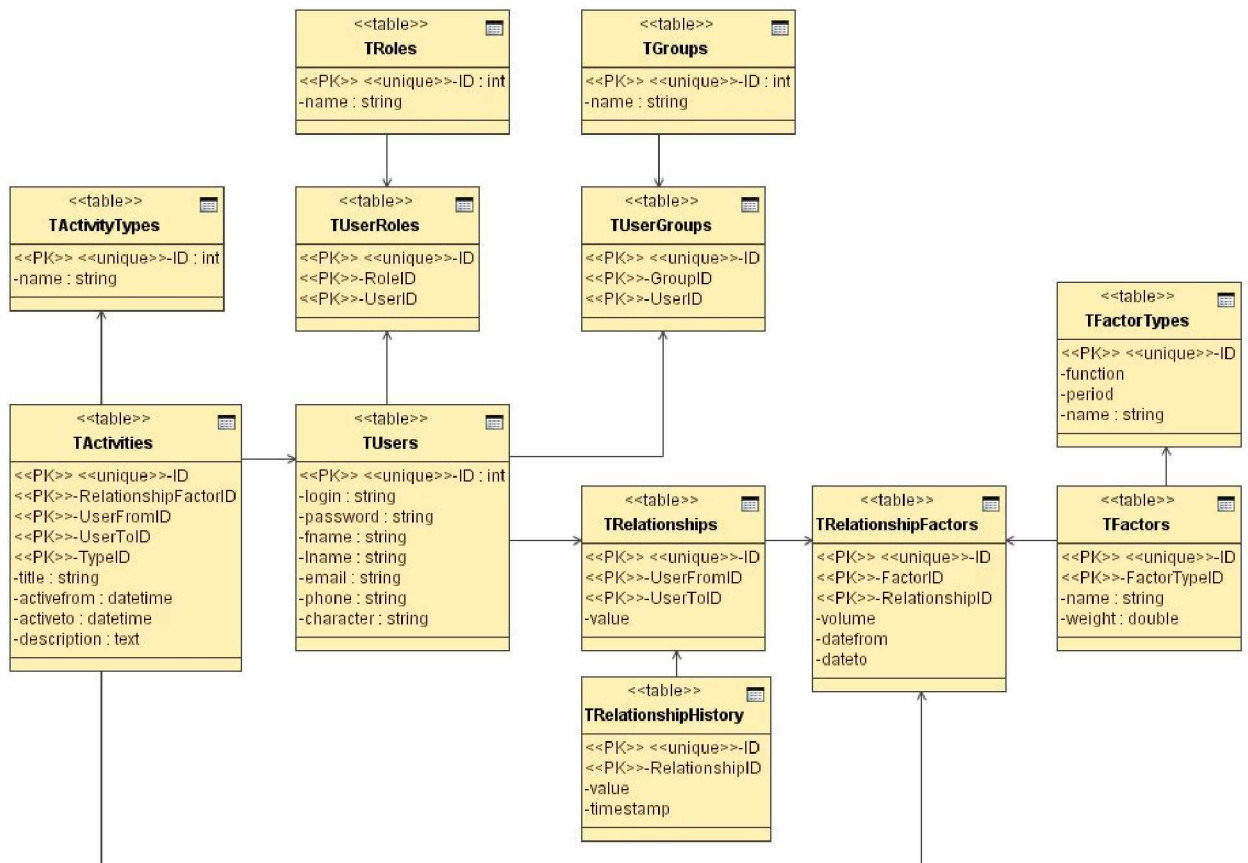 <<table>>
TRoles
<<PK>> <<unique>>-ID : int
-name : string
<<table>>
TGroups
<<PK>> <<unique>>-ID : int
-name : string
<<table>>
TActivityTypes
<<PK>> <<unique>>-ID : int
-name : string
<<table>>
TUserRoles
<<PK>> <<unique>>-ID
<<PK>>-RoleID
<<PK>>-UserID
<<table>>
TUserGroups
<<PK>> <<unique>>-ID
<<PK>>-GroupID
<<PK>>-UserID
<<table>>
TFactorTypes
<<PK>> <<unique>>-ID
-function
-period
-name : string
<<table>>
TActivities
<<PK>> <<unique>>-ID
<<PK>>-RelationshipFactorID
<<PK>>-UserFromID
<<PK>>-UserToID
<<PK>>-TypeID
-title : string
-activefrom : datetime
-activeto : datetime
-description : text
<<table>>
TUsers
<<PK>> <<unique>>-ID : int
-login : string
-password : string
-fname : string
-lname : string
-email : string
-phone : string
-character : string
<<table>>
TRelationships
<<PK>> <<unique>>-ID
<<PK>>-UserFromID
<<PK>>-UserToID
-value
<<table>>
TRelationshipFactors
<<PK>> <<unique>>-ID
<<PK>>-FactorID
<<PK>>-RelationshipID
-volume
-datefrom
-dateto
<<table>>
TFactors
<<PK>> <<unique>>-ID
<<PK>>-FactorTypeID
-name : string
-weight : double
<<table>>
TRelationshipHistory
<<PK>> <<unique>>-ID
<<PK>>-RelationshipID
-value
-timestamp